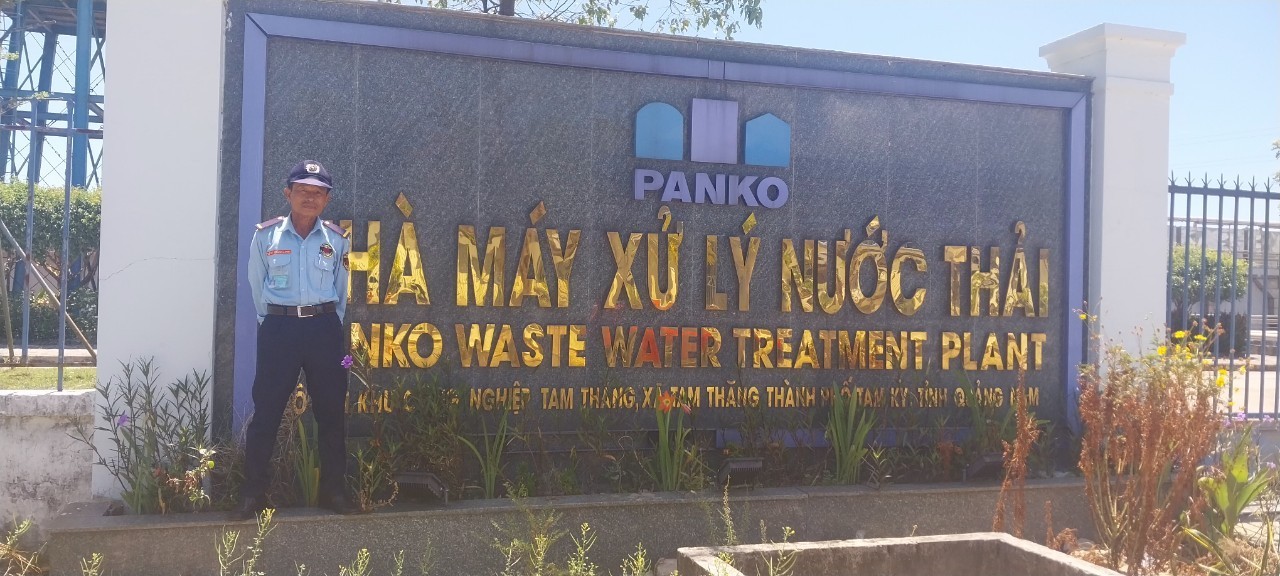 PANKO
HÀ MÁY XỬ LÝ NƯỚC THẢI
NKO WASTE WATER TREATMENT PLANT
NGHIỆP TAM THĂNG, XÃ TAM THĂNG THÀNH PHỐ TAM KỲ, TỈNH QUẢNG NAM